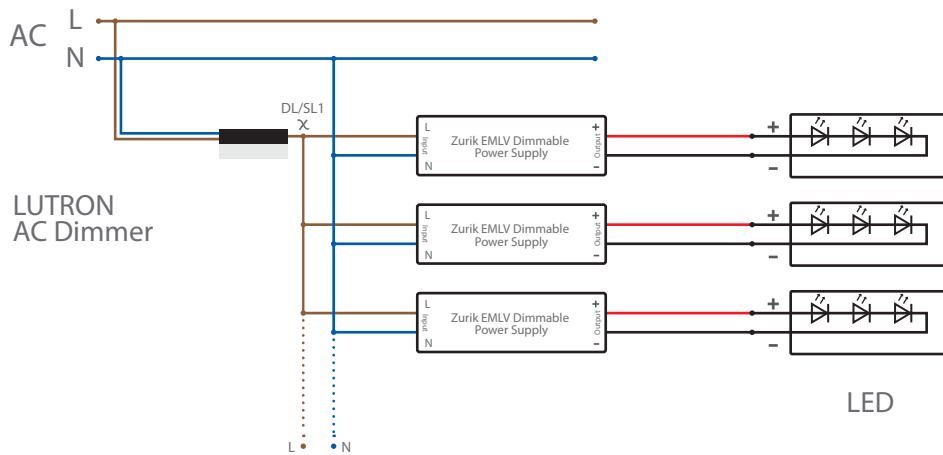 AC
L
N
DL/SL1
LUTRON
AC Dimmer
L
Input
N
Zurik EMLV Dimmable
Power Supply
+
Output
-
+
-
L
Input
N
Zurik EMLV Dimmable
Power Supply
+
Output
-
+
-
L
Input
N
Zurik EMLV Dimmable
Power Supply
+
Output
-
+
-
LED
L
N